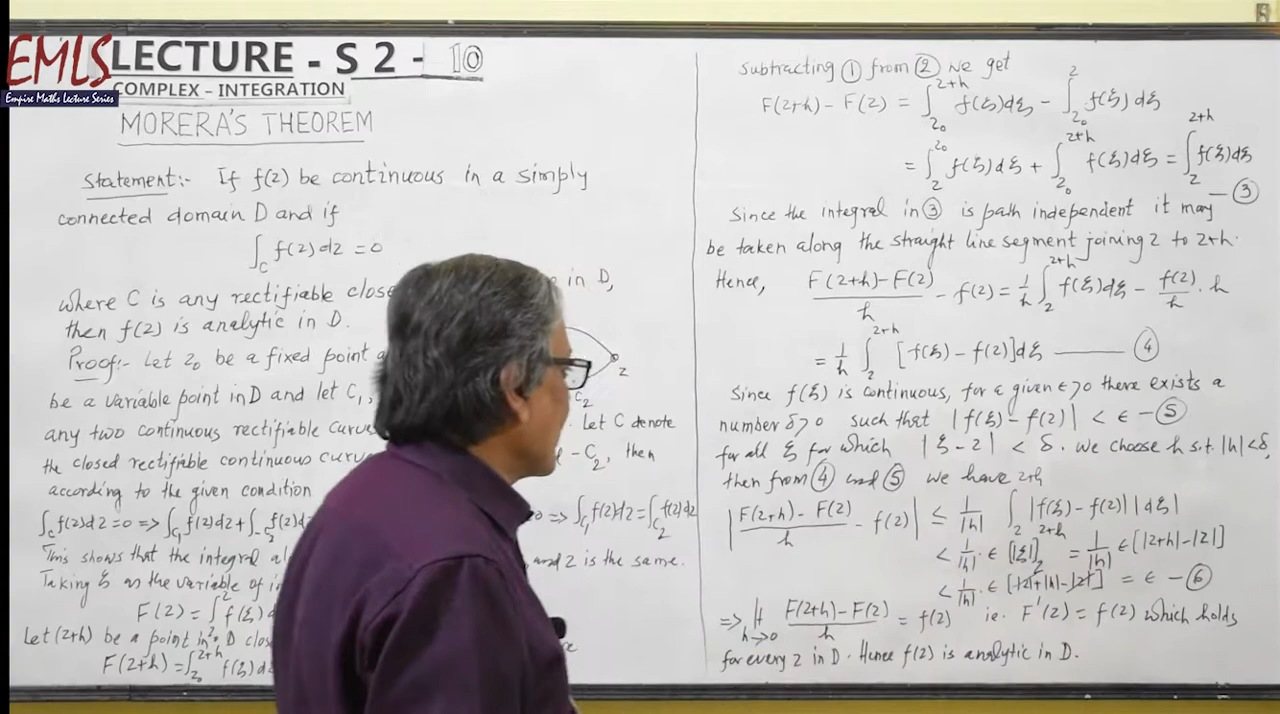 EMLS LECTURE - S 2 - 10
Empire Maths Lecture Series
COMPLEX - INTEGRATION
MORERA'S THEOREM
Statement:- If f(z) be continuous in a simply
connected domain D and if
∫_C f(z) dz = 0
where C is any rectifiable close in D,
then f(z) is analytic in D.
Proof:- Let z₀ be a fixed point a
z
be a variable point in D and let C₁,
C₂
any two continuous rectifiable curve . Let C denote
the closed rectifiable continuous curve - C₂, then
according to the given condition
∫_C f(z) dz = 0 => ∫_C₁ f(z) dz + ∫_-C₂ f(z) d => ∫_C₁ f(z) dz = ∫_C₂ f(z) dz
This shows that the integral al and z is the same.
Taking ξ as the variable of in
F(z) = ∫_z₀^z f(ξ)
Let (z+h) be a point in D clos
F(z+h) = ∫_z₀^z+h f(ξ) d
Subtracting ① from ② we get
F(z+h) - F(z) = ∫_z₀^z+h f(ξ) dξ - ∫_z₀^z f(ξ) dξ
= ∫_z^z₀ f(ξ) dξ + ∫_z₀^z+h f(ξ) dξ = ∫_z^z+h f(ξ) dξ
— ③
Since the integral in ③ is path independent it may
be taken along the straight line segment joining z to z+h.
Hence, F(z+h) - F(z)/h - f(z) = 1/h ∫_z^z+h f(ξ) dξ - f(z)/h . h
= 1/h ∫_z^z+h [f(ξ) - f(z)] dξ — ④
Since f(ξ) is continuous, for a given ϵ > 0 there exists a
number δ > 0 such that |f(ξ) - f(z)| < ϵ — ⑤
for all ξ for which |ξ - z| < δ. We choose h s.t. |h| < δ,
then from ④ and ⑤ we have
|F(z+h) - F(z)/h - f(z)| ≤ 1/|h| ∫_z^z+h |f(ξ) - f(z)| |dξ|
< 1/|h| . ϵ [|ξ|]_z^z+h = 1/|h| ϵ [|z+h| - |z|]
< 1/|h| . ϵ [|z| + |h| - |z|] = ϵ — ⑥
=> lt_h→0 F(z+h) - F(z)/h = f(z) i.e. F'(z) = f(z) which holds
for every z in D. Hence f(z) is analytic in D.